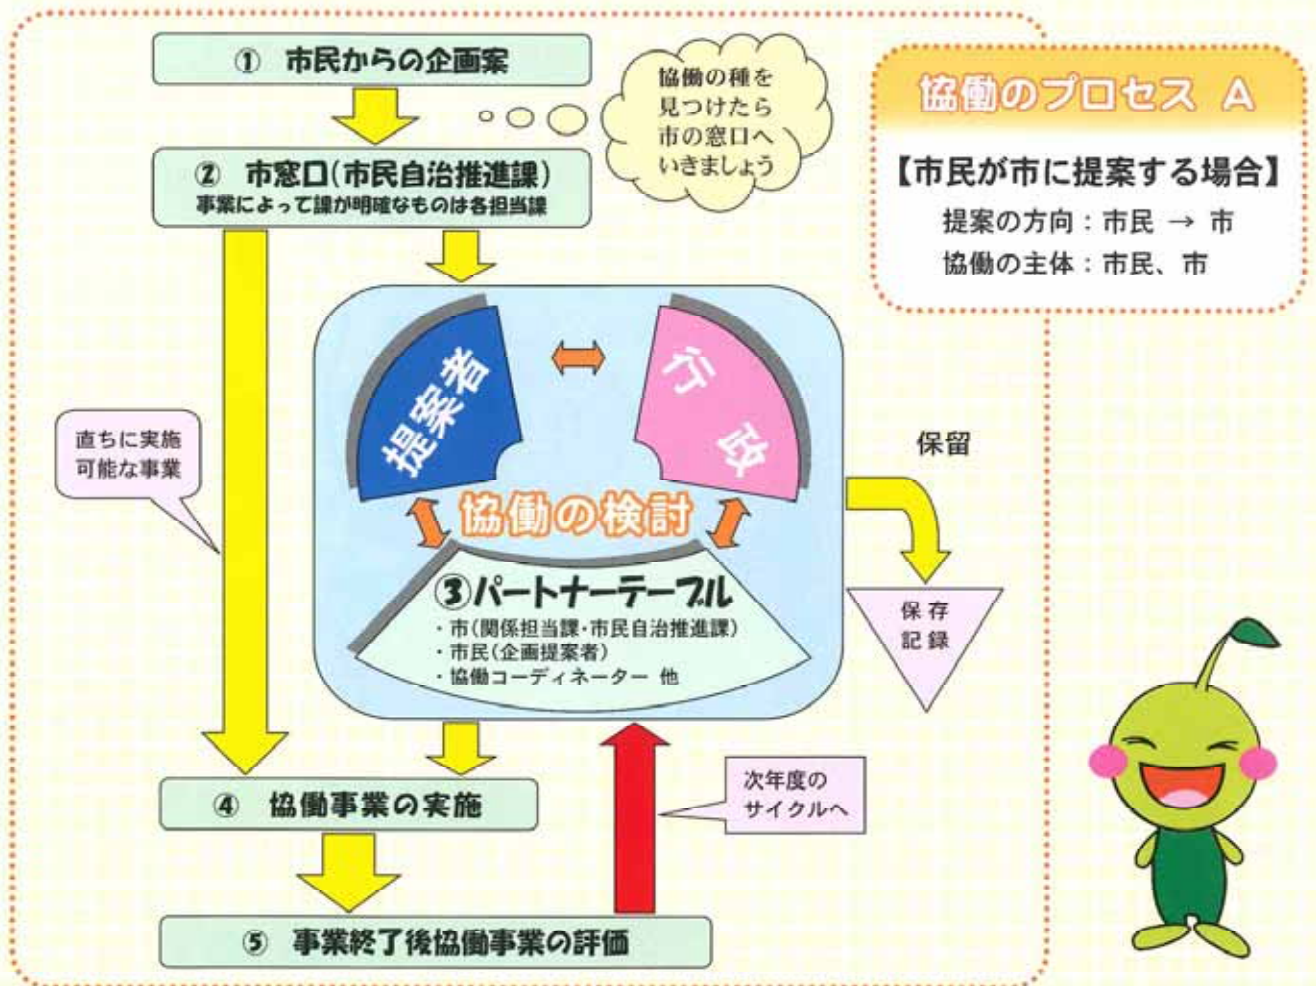 ① 市民からの企画案
協働の種を
見つけたら
市の窓口へ
いきましょう
協働のプロセス A
【市民が市に提案する場合】
提案の方向：市民 → 市
協働の主体：市民、市
② 市窓口(市民自治推進課)
事業によって課が明確なものは各担当課
直ちに実施
可能な事業
提案者
行政
協働の検討
③パートナーテーブル
・市(関係担当課・市民自治推進課)
・市民(企画提案者)
・協働コーディネーター 他
保留
保存
記録
④ 協働事業の実施
次年度の
サイクルへ
⑤ 事業終了後協働事業の評価